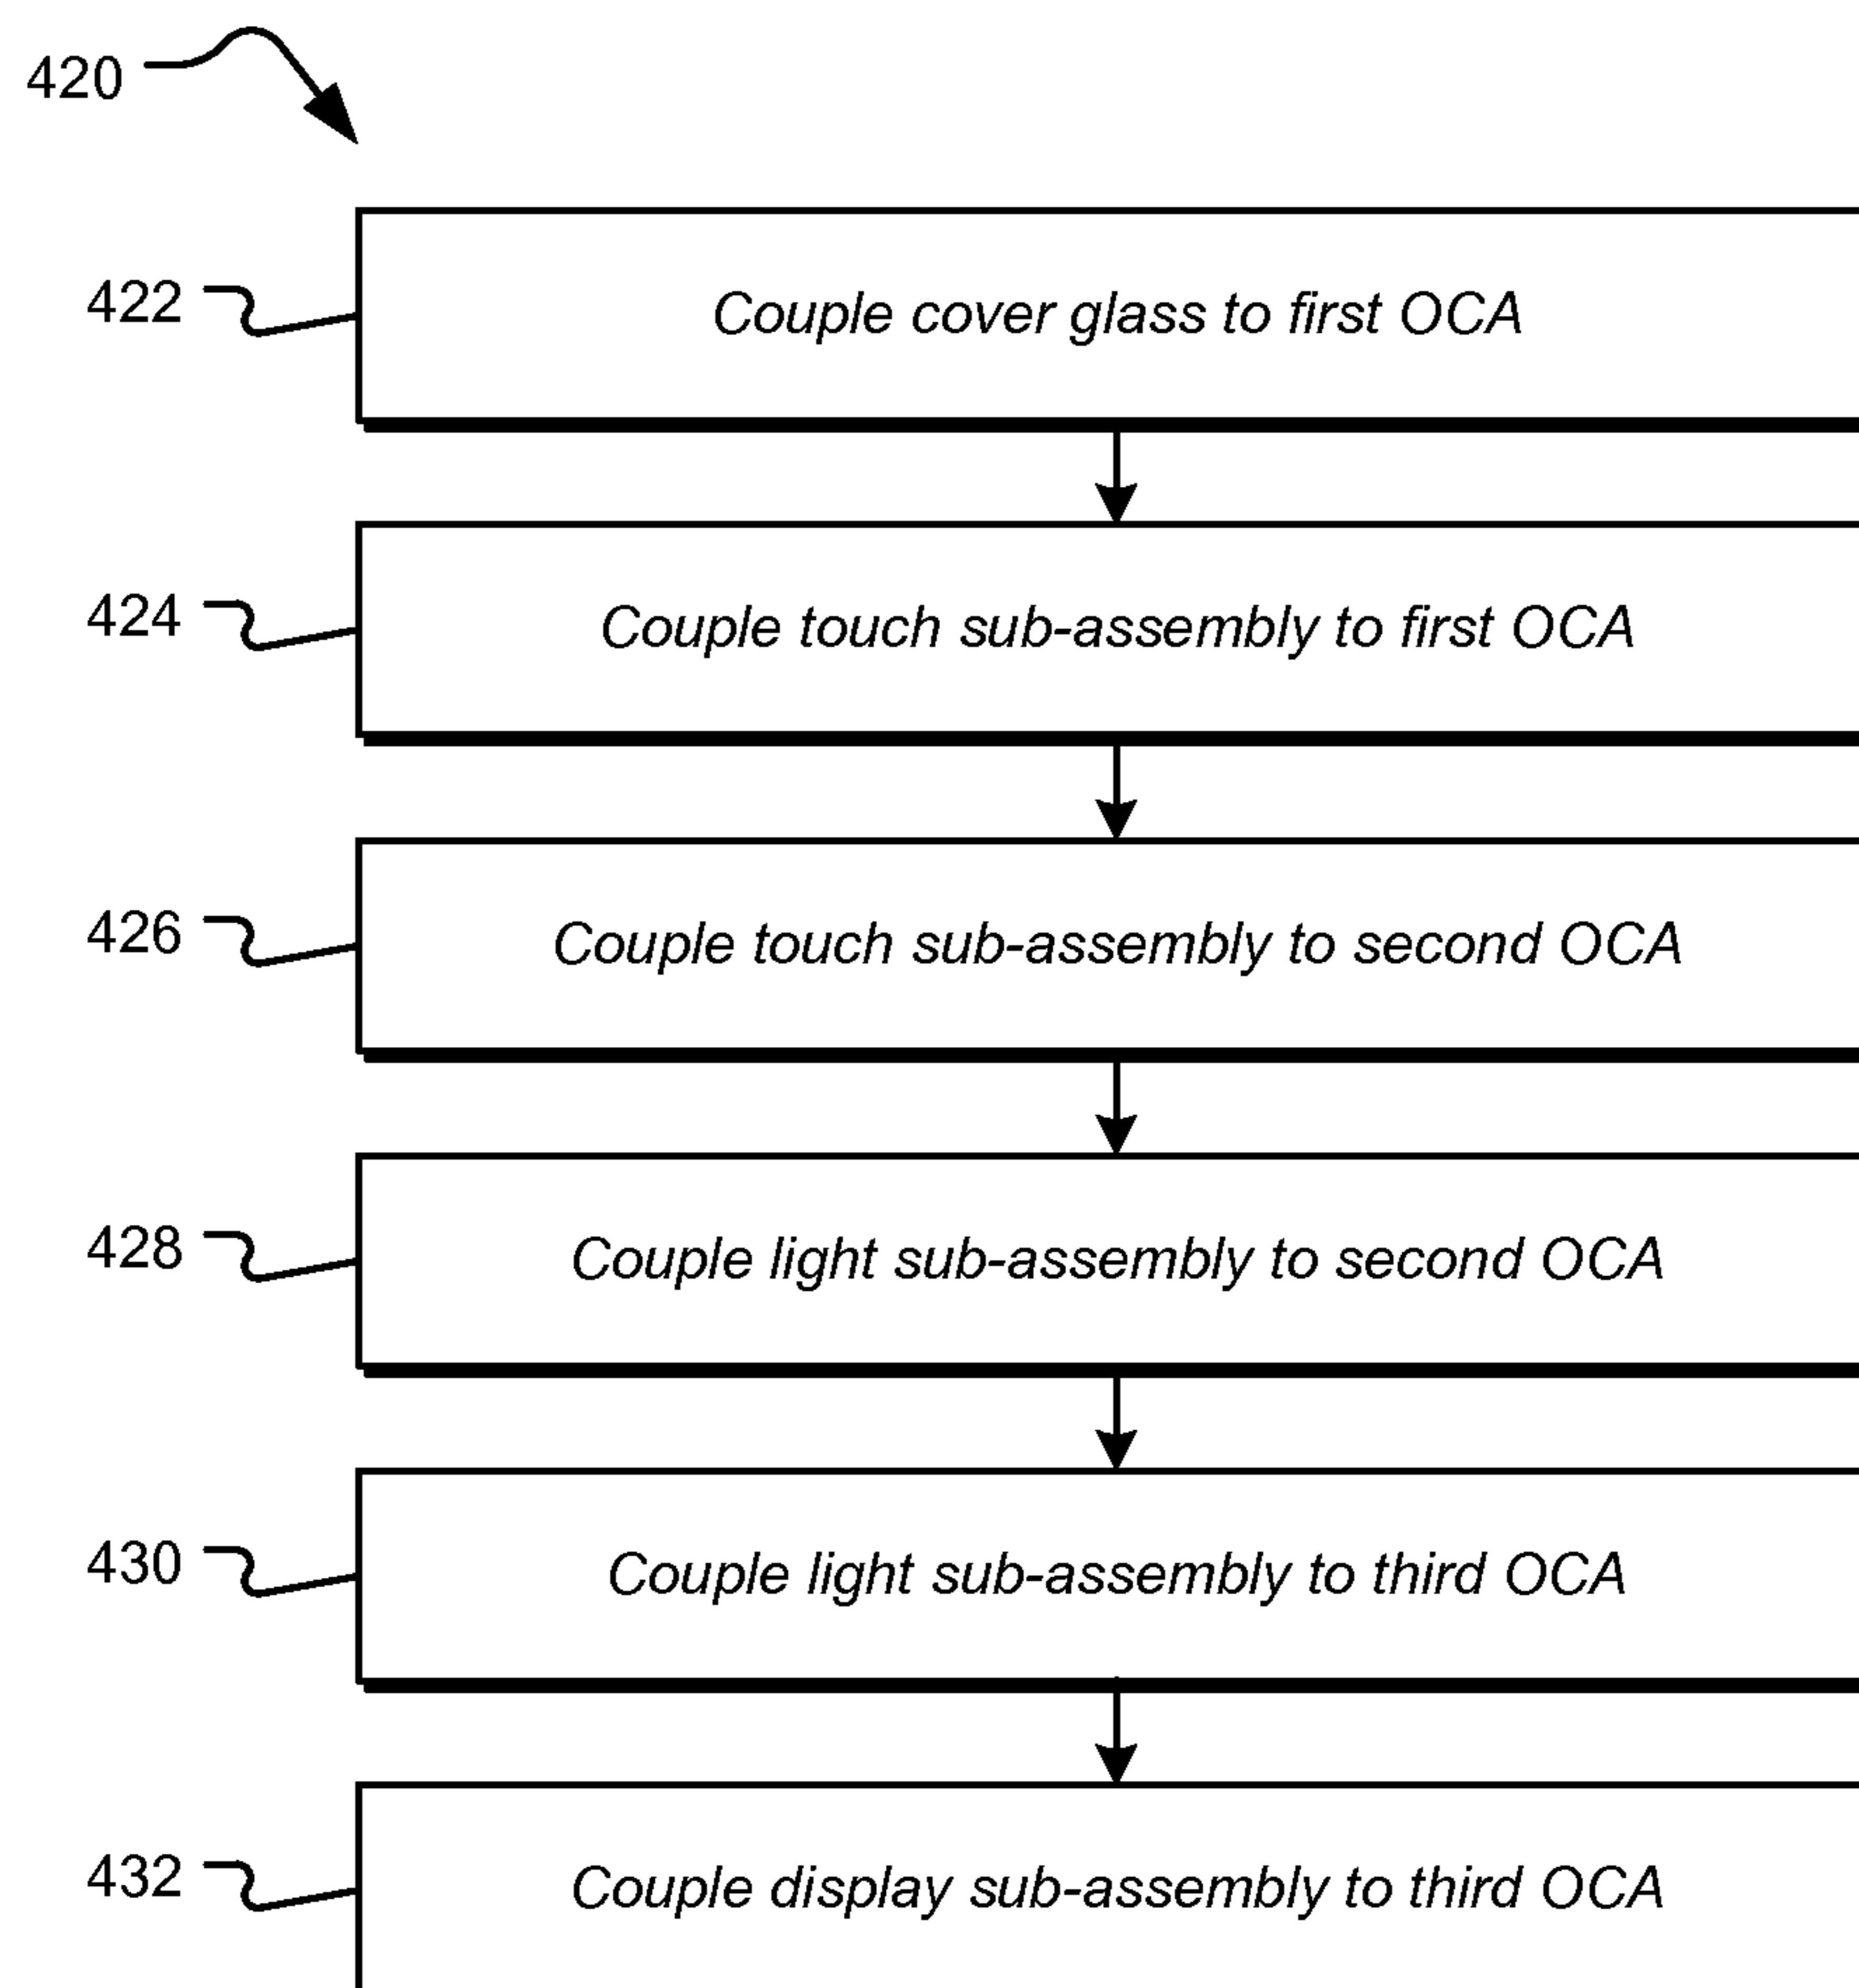 420
422
Couple cover glass to first OCA
424
Couple touch sub-assembly to first OCA
426
Couple touch sub-assembly to second OCA
428
Couple light sub-assembly to second OCA
430
Couple light sub-assembly to third OCA
432
Couple display sub-assembly to third OCA